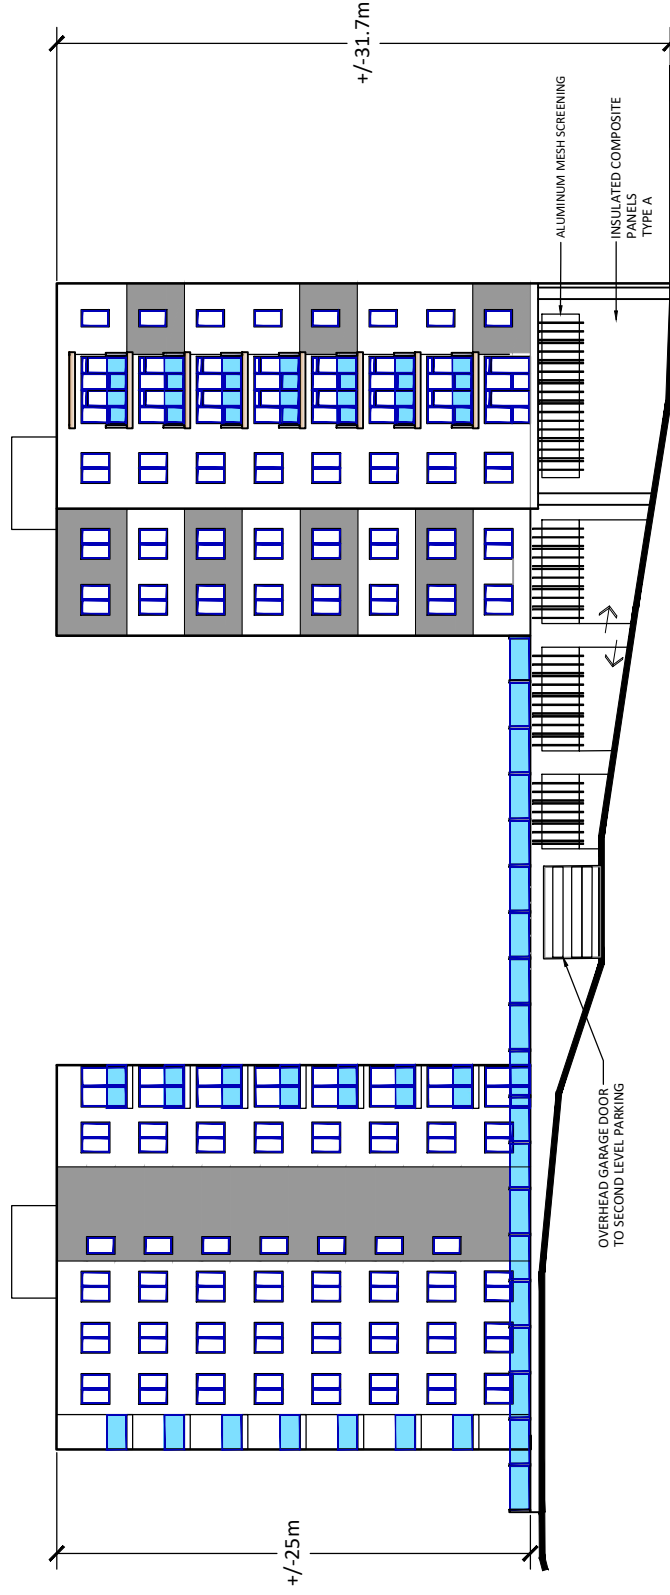 +/-31.7m
ALUMINUM MESH SCREENING
INSULATED COMPOSITE
PANELS
TYPE A
OVERHEAD GARAGE DOOR
TO SECOND LEVEL PARKING
+/-25m